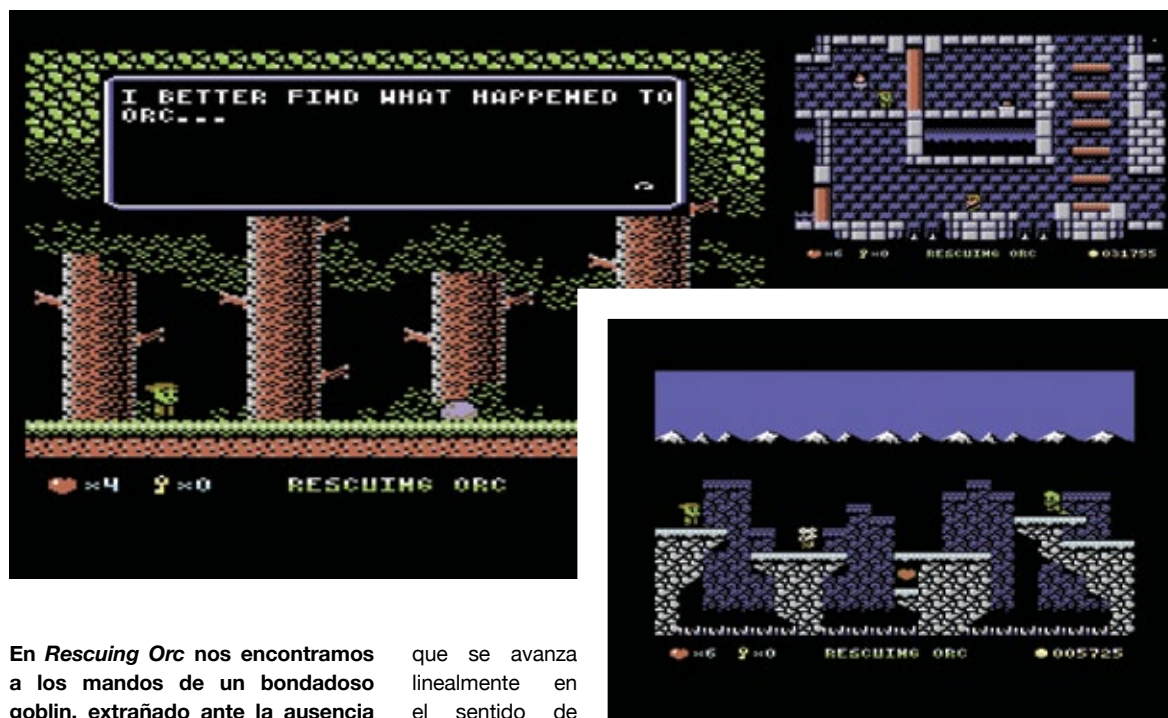 I BETTER FIND WHAT HAPPENED TO
ORC...
×4 ×0 RESCUING ORC
×6 ×0 RESCUING ORC 031755
×6 ×0 RESCUING ORC 005725
En Rescuing Orc nos encontramos
a los mandos de un bondadoso
goblin, extrañado ante la ausencia
que se avanza
linealmente en
el sentido de